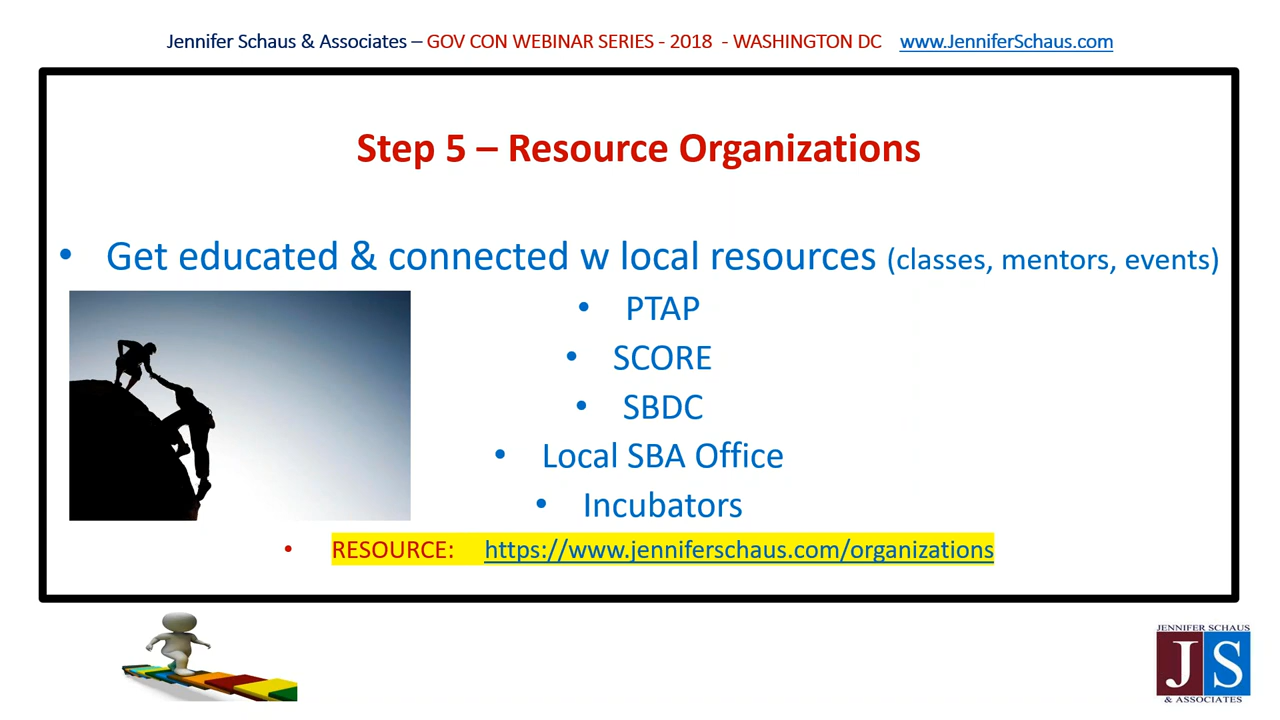 Jennifer Schaus & Associates – GOV CON WEBINAR SERIES - 2018 - WASHINGTON DC www.JenniferSchaus.com
Step 5 – Resource Organizations
• Get educated & connected w local resources (classes, mentors, events)
• PTAP
• SCORE
• SBDC
• Local SBA Office
• Incubators
• RESOURCE: https://www.jenniferschaus.com/organizations
JENNIFER SCHAUS
JS
& ASSOCIATES